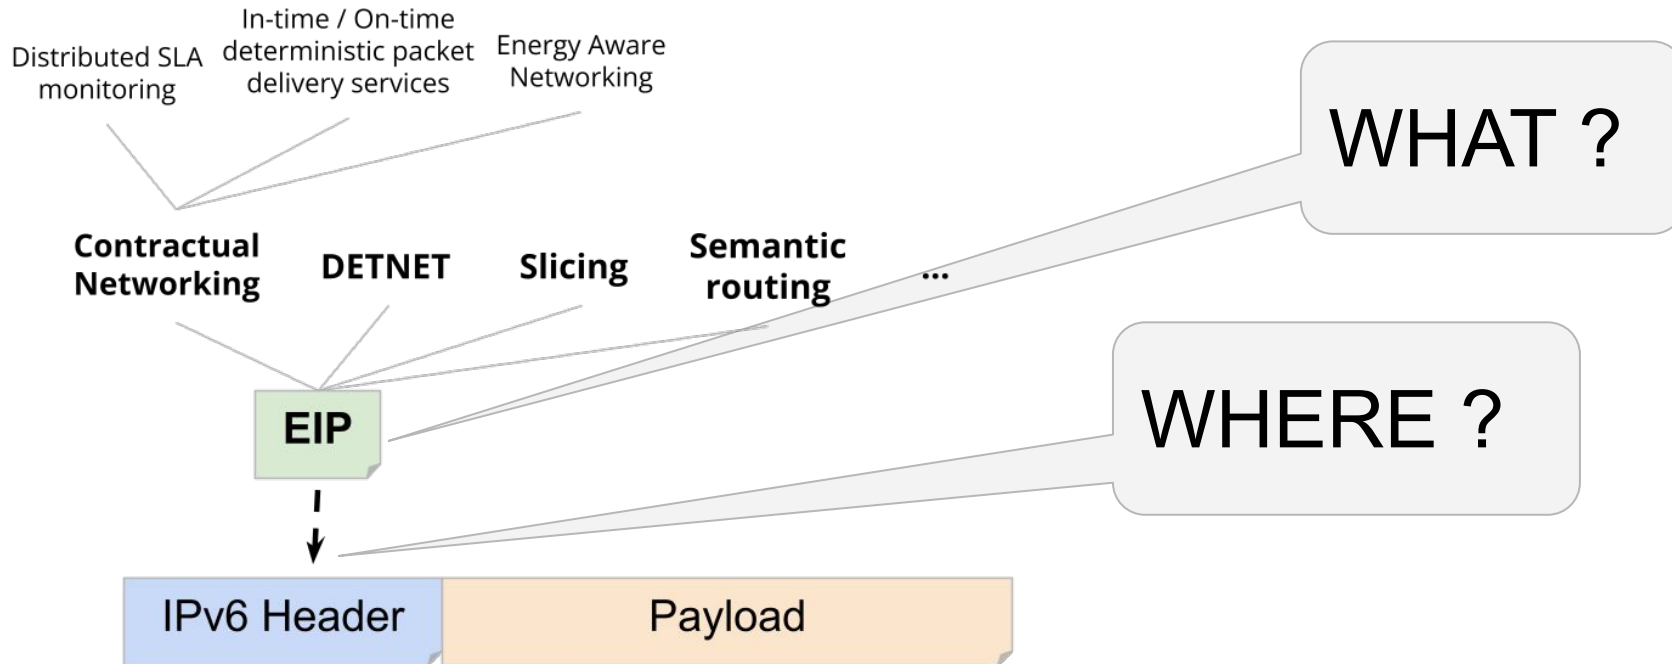 Distributed SLA
monitoring
In-time / On-time
deterministic packet
delivery services
Energy Aware
Networking
WHAT ?
Contractual
Networking
DETNET
Slicing
Semantic
routing
...
EIP
WHERE ?
IPv6 Header
Payload